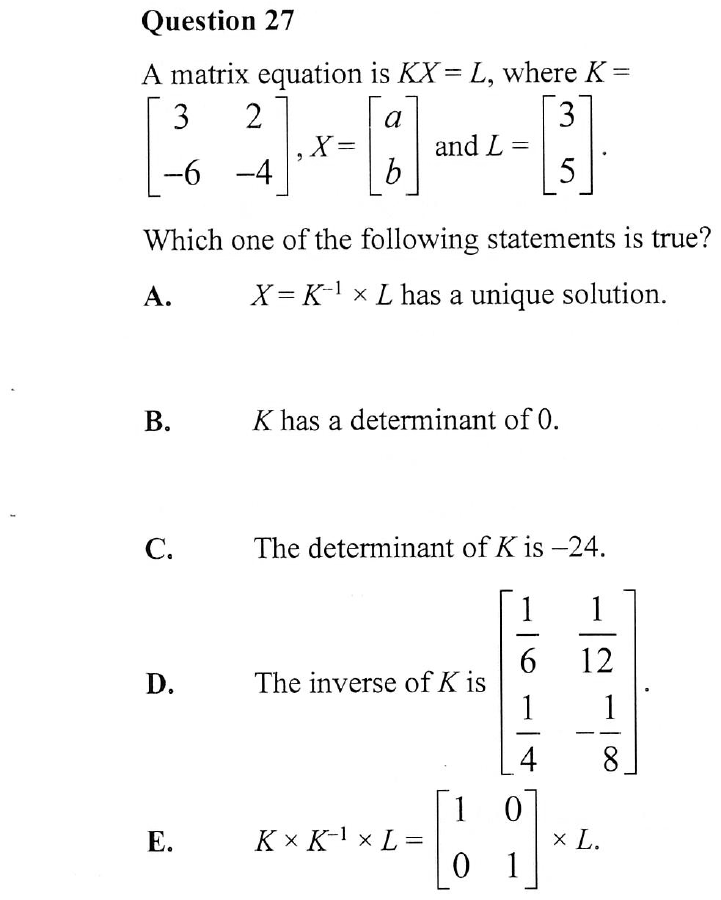 Question 27
A matrix equation is KX = L, where K =
[3 2; –6 –4], X = [a; b] and L = [3; 5].
Which one of the following statements is true?
A. X = K⁻¹ × L has a unique solution.
B. K has a determinant of 0.
C. The determinant of K is –24.
D. The inverse of K is [1/6 1/12; 1/4 –1/8].
E. K × K⁻¹ × L = [1 0; 0 1] × L.